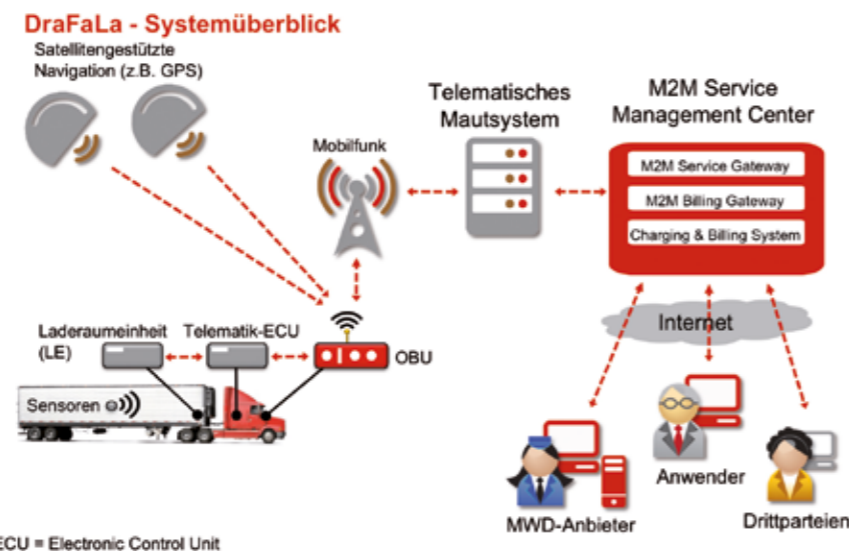 DraFaLa - Systemüberblick
Satellitengestützte
Navigation (z.B. GPS)
Mobilfunk
Telematisches
Mautsystem
M2M Service
Management Center
M2M Service Gateway
M2M Billing Gateway
Charging & Billing System
Internet
Laderaumeinheit
(LE)
Telematik-ECU
OBU
Sensoren
MWD-Anbieter
Anwender
Drittparteien
ECU = Electronic Control Unit